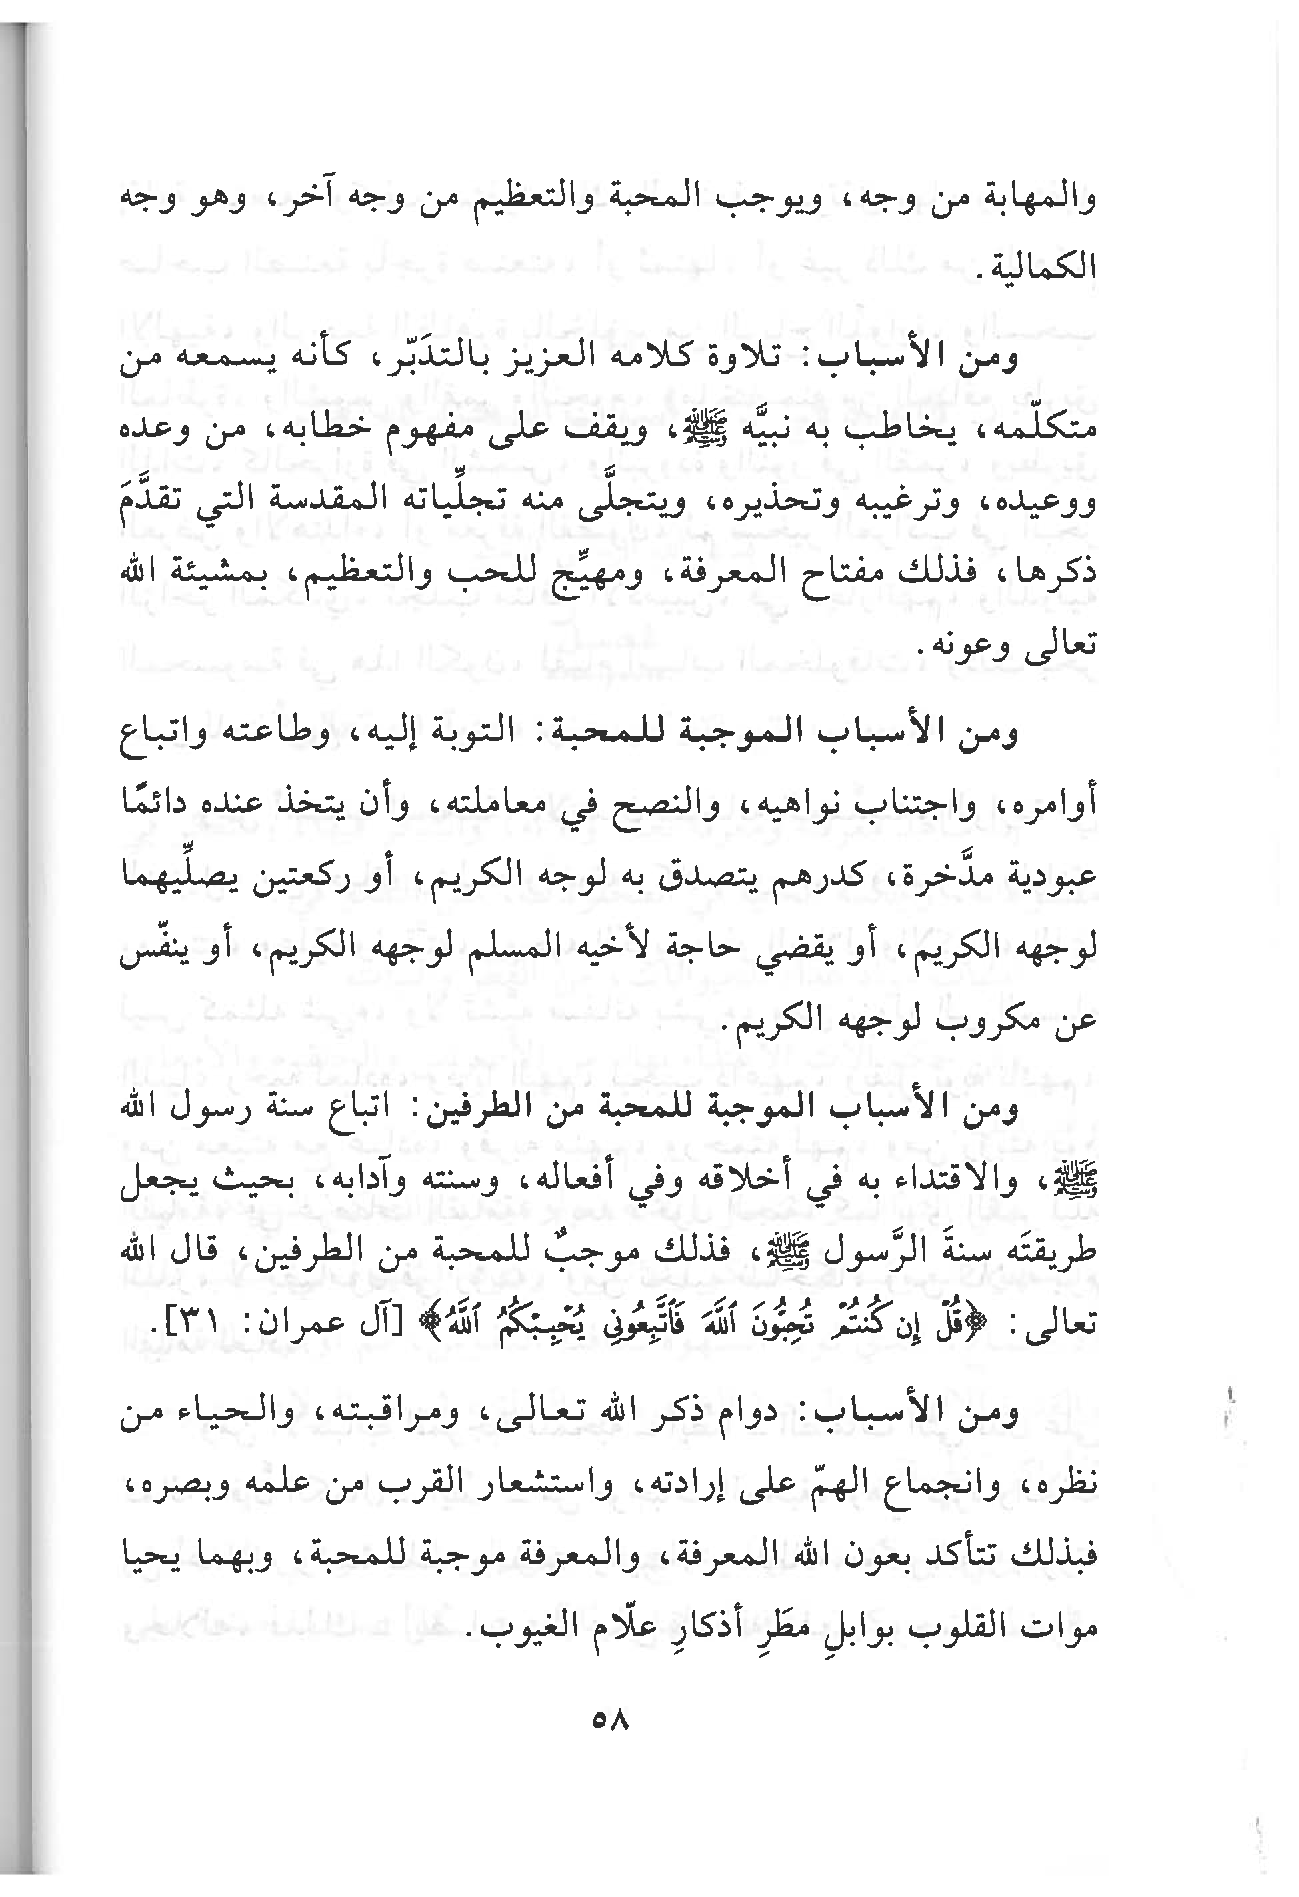 والمهابة من وجه، ويوجب المحبة والتعظيم من وجه آخر، وهو وجه
الكمالية.
ومن الأسباب: تلاوة كلامه العزيز بالتدَبّر، كأنه يسمعه من
متكلّمه، يخاطب به نبيَّه ﷺ، ويقف على مفهوم خطابه، من وعده
ووعيده، وترغيبه وتحذيره، ويتجلَّى منه تجلِّياته المقدسة التي تقدَّمَ
ذكرها، فذلك مفتاح المعرفة، ومهيِّج للحب والتعظيم، بمشيئة الله
تعالى وعونه.
ومن الأسباب الموجبة للمحبة: التوبة إليه، وطاعته واتباع
أوامره، واجتناب نواهيه، والنصح في معاملته، وأن يتخذ عنده دائمًا
عبودية مدَّخرة، كدرهم يتصدق به لوجه الكريم، أو ركعتين يصلِّيهما
لوجهه الكريم، أو يقضي حاجة لأخيه المسلم لوجهه الكريم، أو ينفّس
عن مكروب لوجهه الكريم.
ومن الأسباب الموجبة للمحبة من الطرفين: اتباع سنة رسول الله
ﷺ، والاقتداء به في أخلاقه وفي أفعاله، وسنته وآدابه، بحيث يجعل
طريقتَه سنةَ الرَّسول ﷺ، فذلك موجبٌ للمحبة من الطرفين، قال الله
تعالى: ﴿قُلْ إِن كُنتُمْ تُحِبُّونَ ٱللَّهَ فَٱتَّبِعُونِي يُحْبِبْكُمُ ٱللَّهُ﴾ [آل عمران: ٣١].
ومن الأسباب: دوام ذكر الله تعالى، ومراقبته، والحياء من
نظره، وانجماع الهمّ على إرادته، واستشعار القرب من علمه وبصره،
فبذلك تتأكد بعون الله المعرفة، والمعرفة موجبة للمحبة، وبهما يحيا
موات القلوب بوابلِ مطَرِ أذكارِ علّام الغيوب.
٥٨